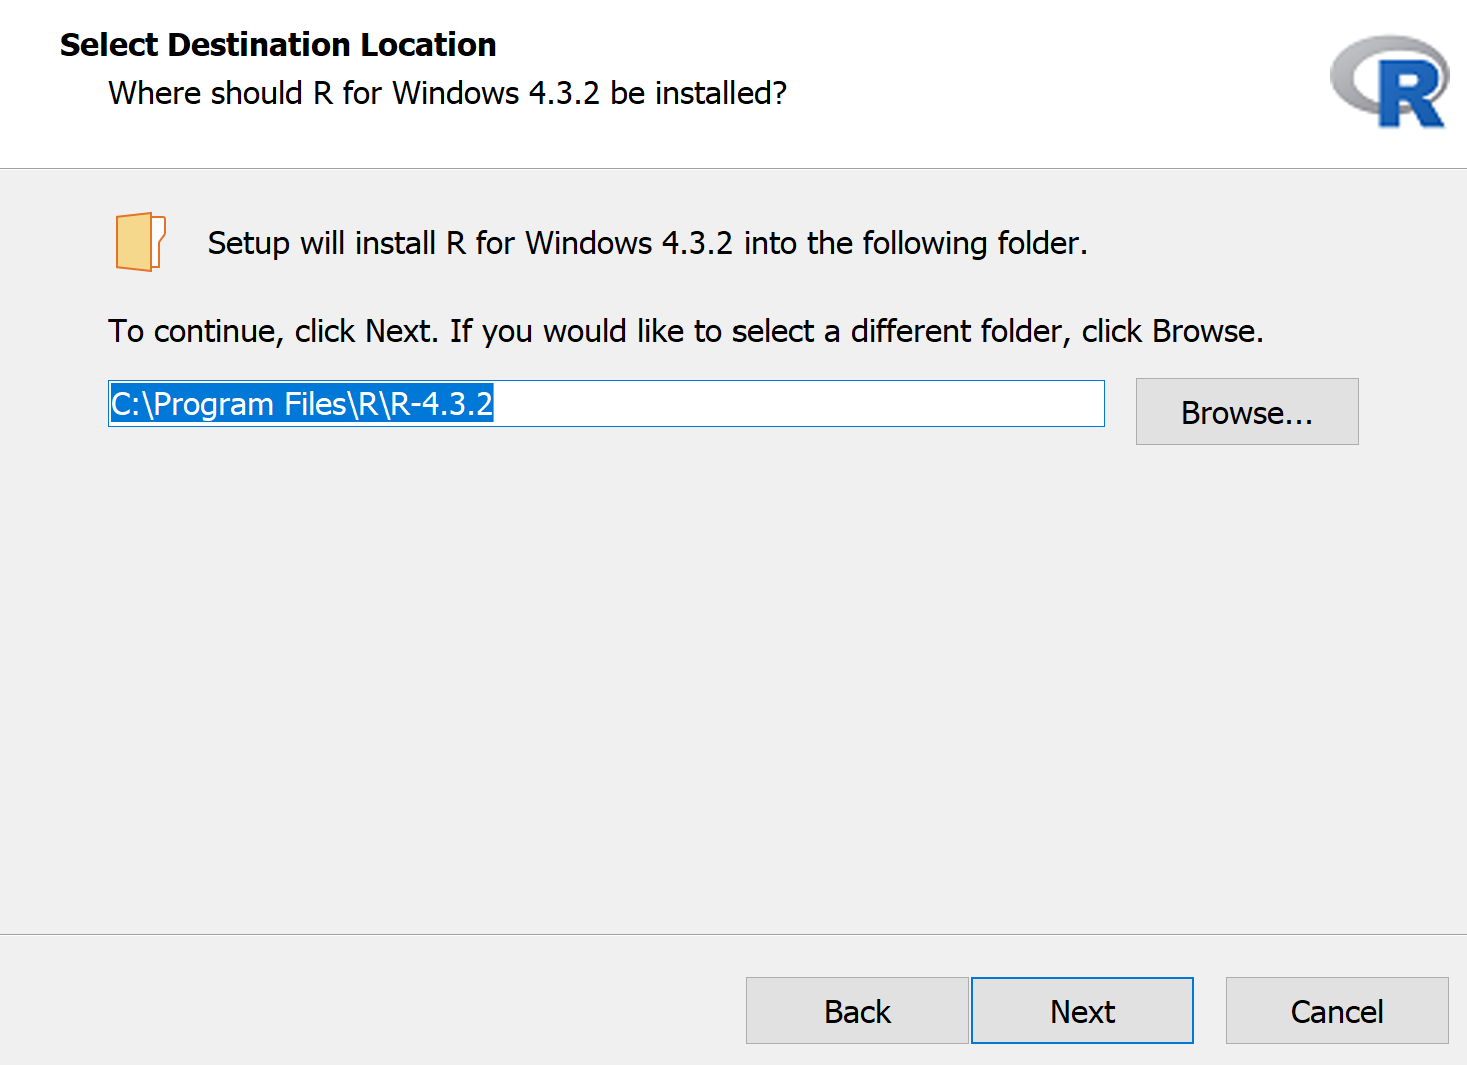 Select Destination Location
Where should R for Windows 4.3.2 be installed?
R
Setup will install R for Windows 4.3.2 into the following folder.
To continue, click Next. If you would like to select a different folder, click Browse.
C:\Program Files\R\R-4.3.2
Browse...
Back
Next
Cancel